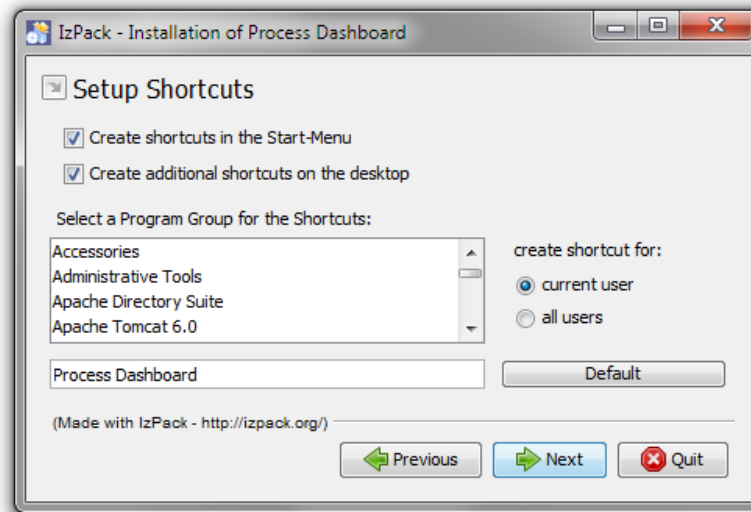 IzPack - Installation of Process Dashboard
Setup Shortcuts
Create shortcuts in the Start-Menu
Create additional shortcuts on the desktop
Select a Program Group for the Shortcuts:
Accessories
Administrative Tools
Apache Directory Suite
Apache Tomcat 6.0
create shortcut for:
current user
all users
Process Dashboard
Default
(Made with IzPack - http://izpack.org/)
Previous
Next
Quit